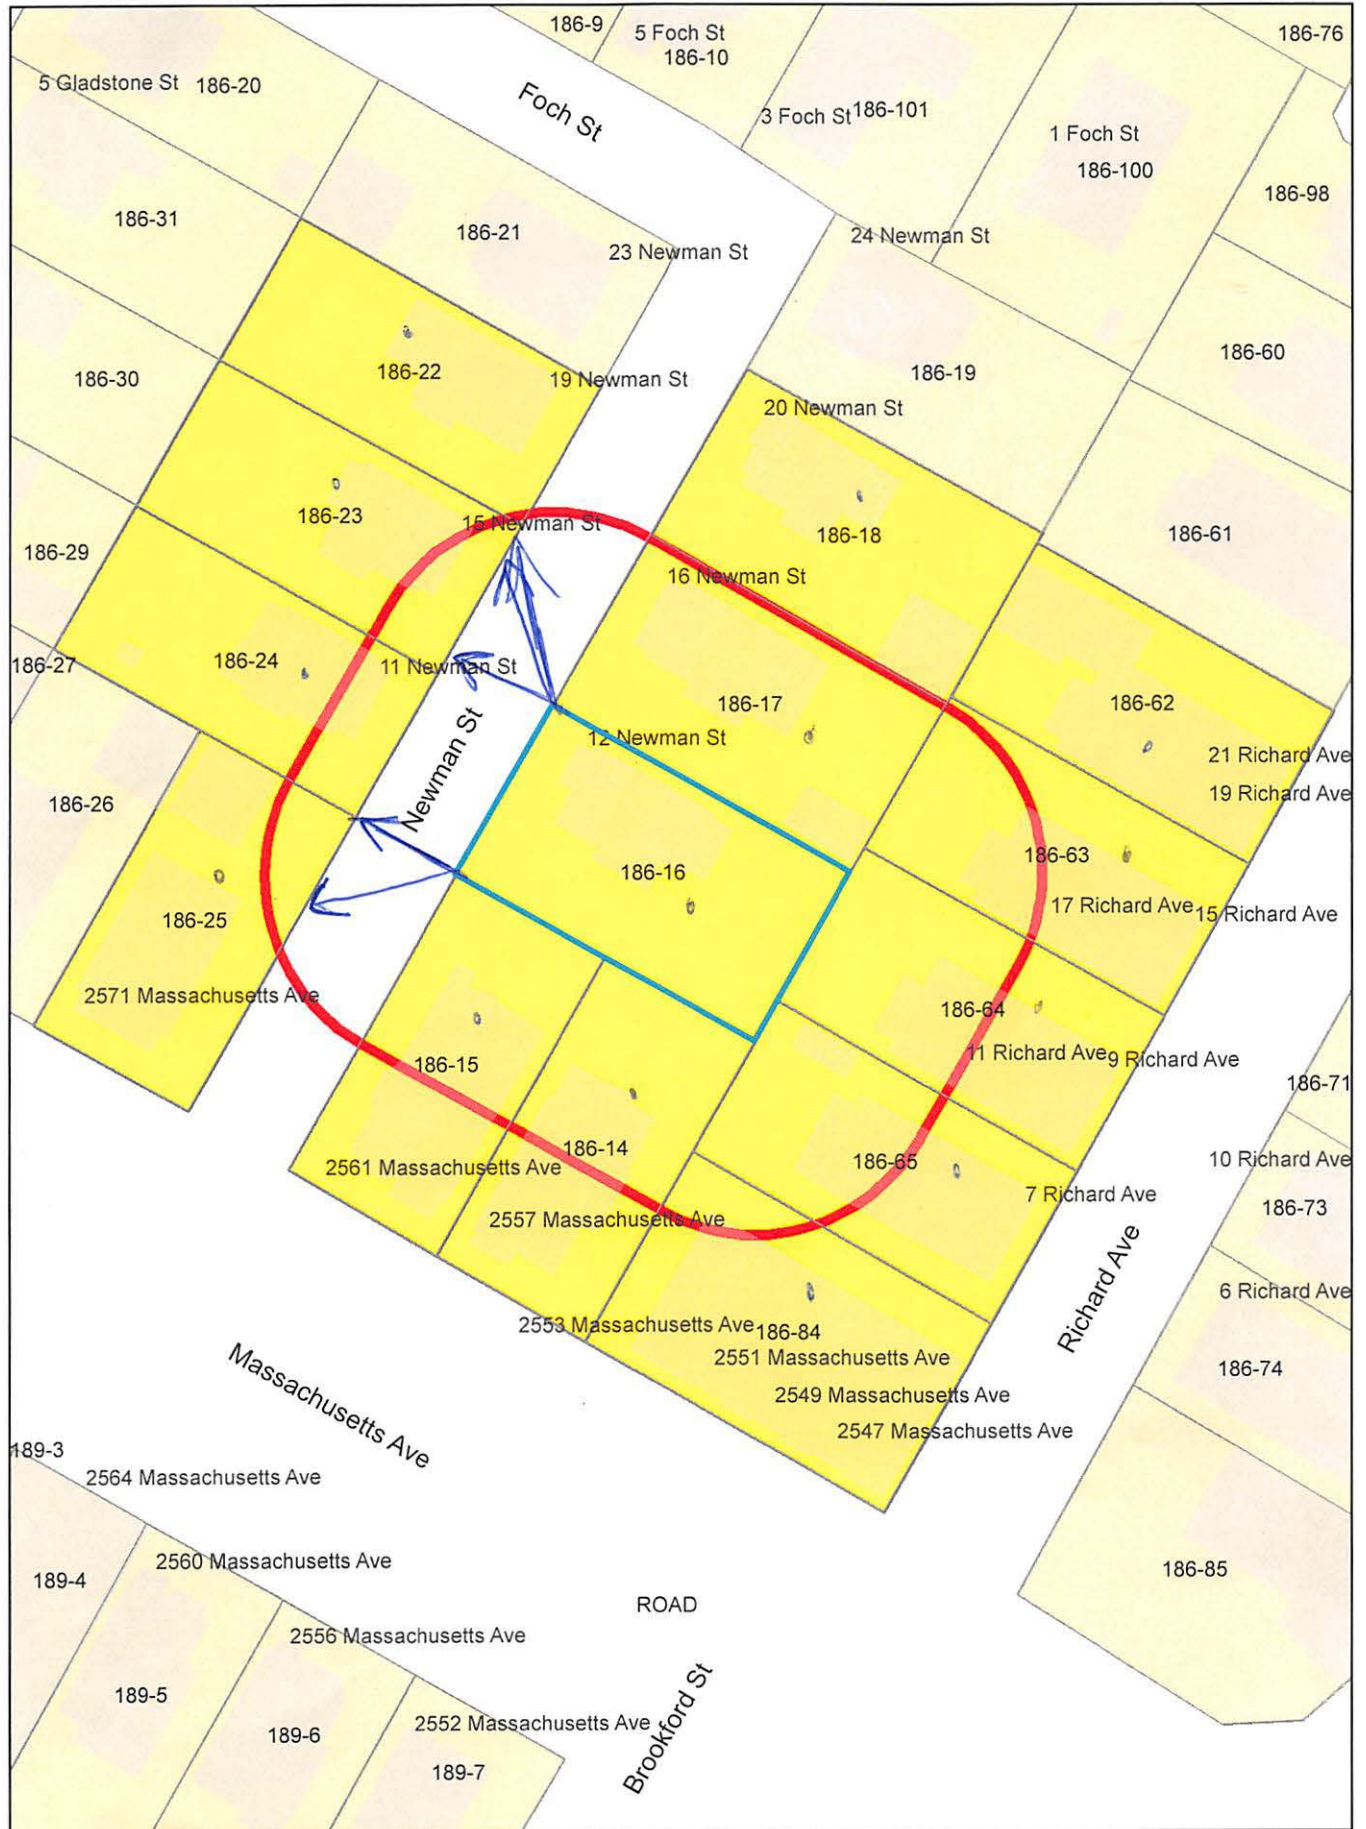 186-9
5 Foch St
186-10
186-76
5 Gladstone St
186-20
Foch St
3 Foch St
186-101
1 Foch St
186-100
186-98
186-31
186-21
23 Newman St
24 Newman St
186-60
186-30
186-22
19 Newman St
186-19
20 Newman St
186-23
15 Newman St
186-18
186-61
186-29
16 Newman St
186-27
186-24
11 Newman St
186-17
186-62
12 Newman St
21 Richard Ave
Newman St
19 Richard Ave
186-26
186-63
186-16
17 Richard Ave
15 Richard Ave
186-25
2571 Massachusetts Ave
186-64
186-15
11 Richard Ave
9 Richard Ave
186-71
186-14
2561 Massachusetts Ave
186-65
10 Richard Ave
7 Richard Ave
186-73
2557 Massachusetts Ave
Richard Ave
6 Richard Ave
2553 Massachusetts Ave
186-84
2551 Massachusetts Ave
186-74
2549 Massachusetts Ave
Massachusetts Ave
2547 Massachusetts Ave
189-3
2564 Massachusetts Ave
2560 Massachusetts Ave
186-85
189-4
ROAD
2556 Massachusetts Ave
189-5
2552 Massachusetts Ave
Brookford St
189-6
189-7